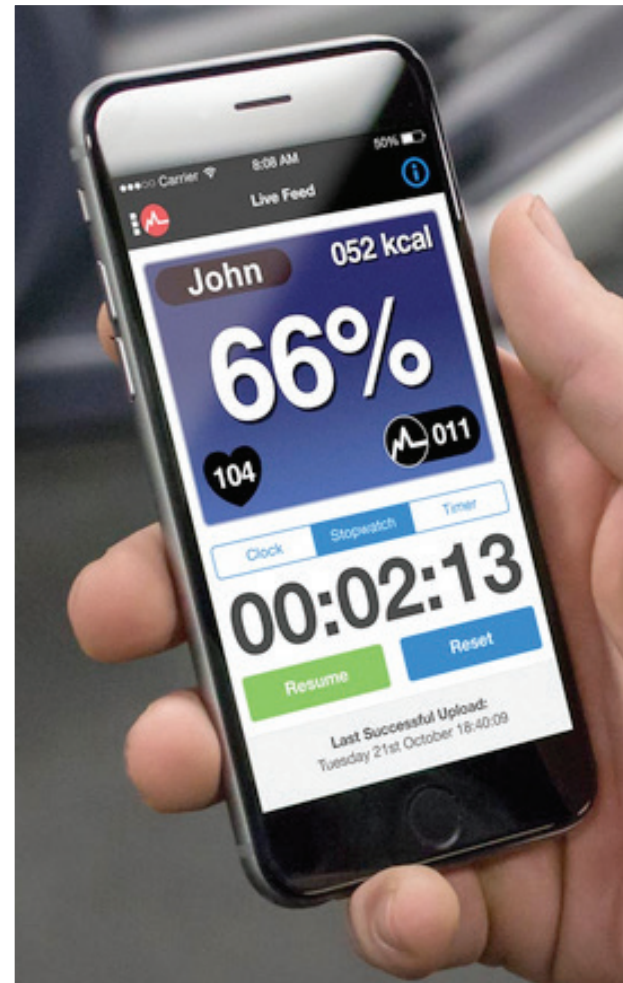 Carrier 8:08 AM 50%
Live Feed
John 052 kcal
66%
104 011
Clock Stopwatch Timer
00:02:13
Resume Reset
Last Successful Upload:
Tuesday 21st October 18:40:09